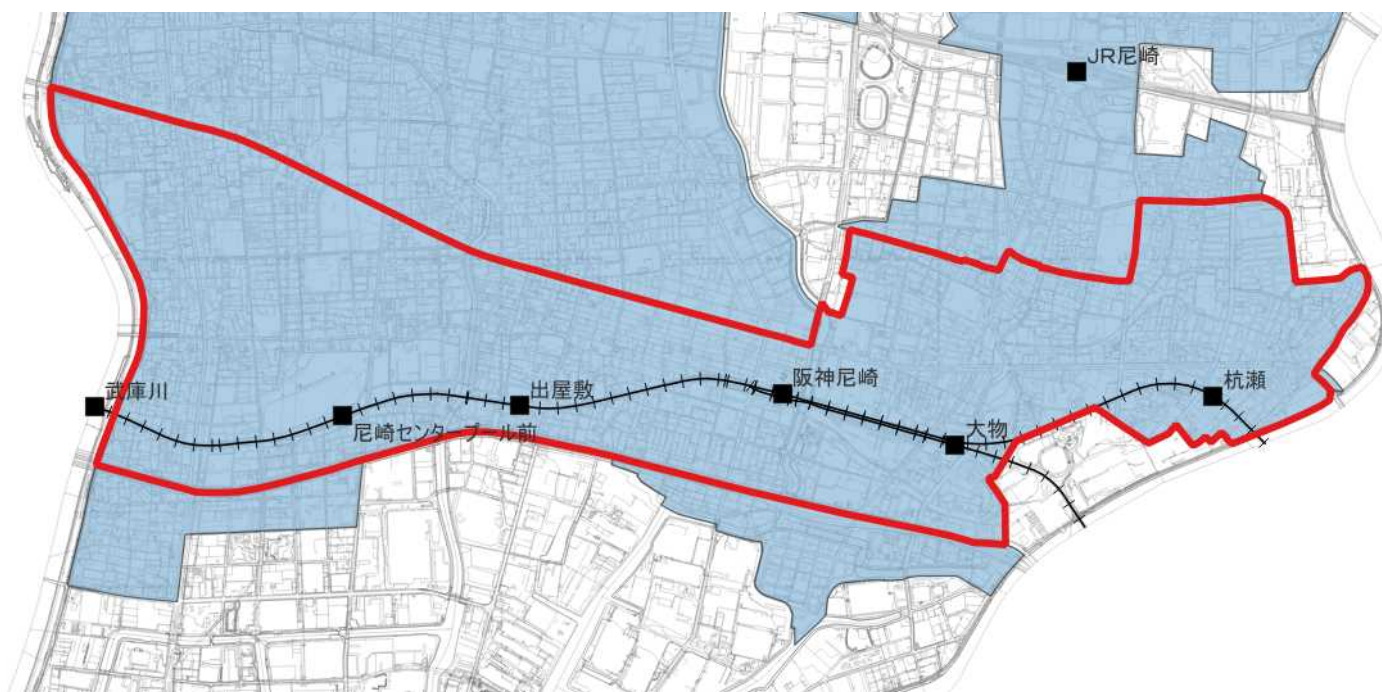 JR尼崎
武庫川
尼崎センタープール前
出屋敷
阪神尼崎
大物
杭瀬